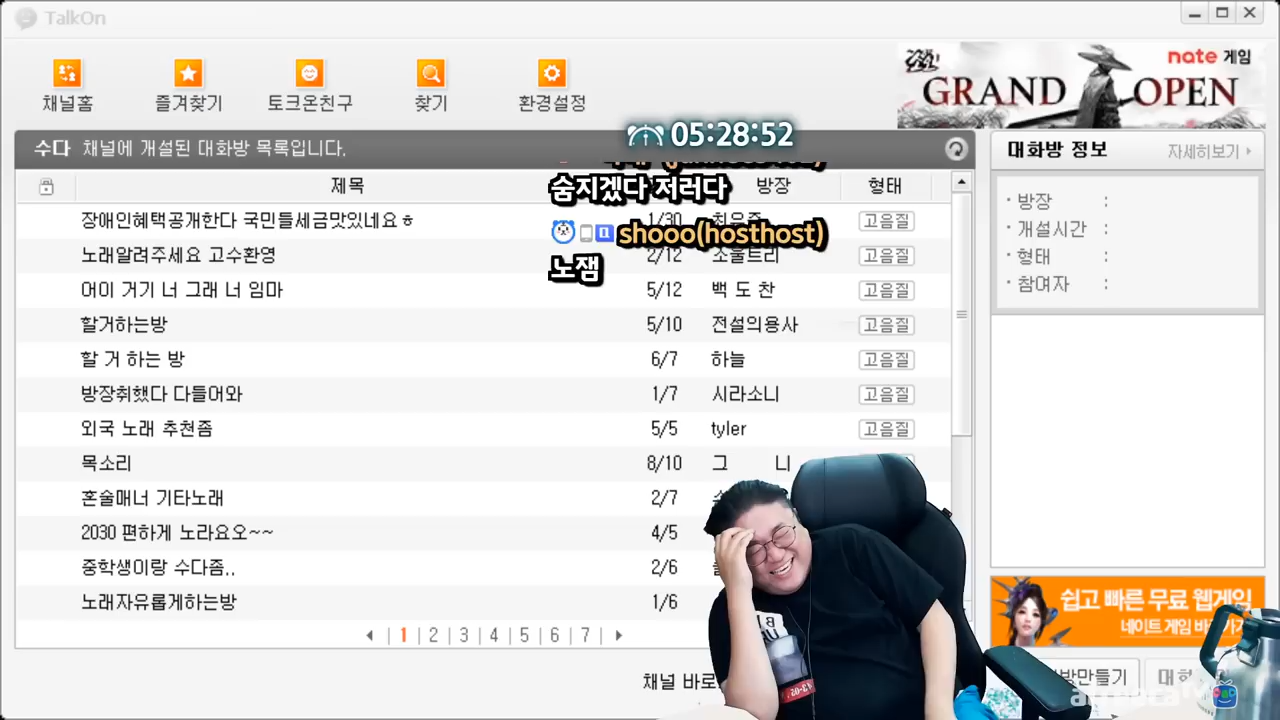 TalkOn
채널홈
즐겨찾기
토크온친구
찾기
환경설정
nate 게임
GRAND OPEN
05:28:52
수다 채널에 개설된 대화방 목록입니다.
대화방 정보
자세히보기
제목
방장
형태
숨지겠다 저러다
shooo(hosthost)
노잼
장애인혜택공개한다 국민들세금맛있네요ㅎ 1/30 고음질
노래알려주세요 고수환영 2/12 소울트리 고음질
어이 거기 너 그래 너 임마 5/12 백 도 찬 고음질
할거하는방 5/10 전설의용사 고음질
할 거 하는 방 6/7 하늘 고음질
방장취했다 다들어와 1/7 시라소니 고음질
외국 노래 추천좀 5/5 tyler 고음질
목소리 8/10 그 니
혼술매너 기타노래 2/7
2030 편하게 노라요오~~ 4/5
중학생이랑 수다좀,, 2/6
노래자유롭게하는방 1/6
1 2 3 4 5 6 7
방장 :
개설시간 :
형태 :
참여자 :
쉽고 빠른 무료 웹게임
네이트 게임
채널 바로